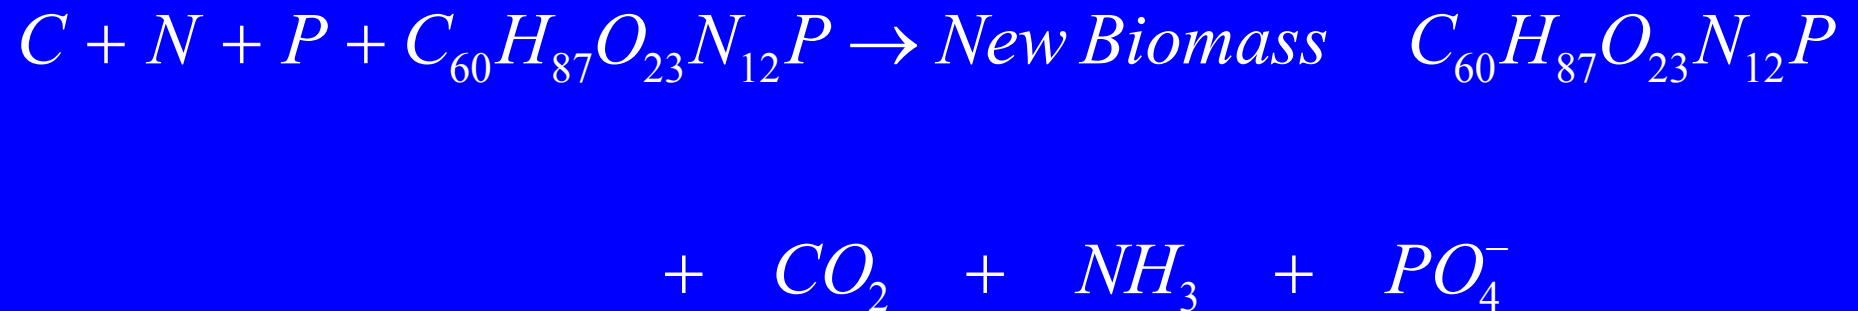 C + N + P + C₆₀H₈₇O₂₃N₁₂P → New Biomass C₆₀H₈₇O₂₃N₁₂P
+ CO₂ + NH₃ + PO₄⁻